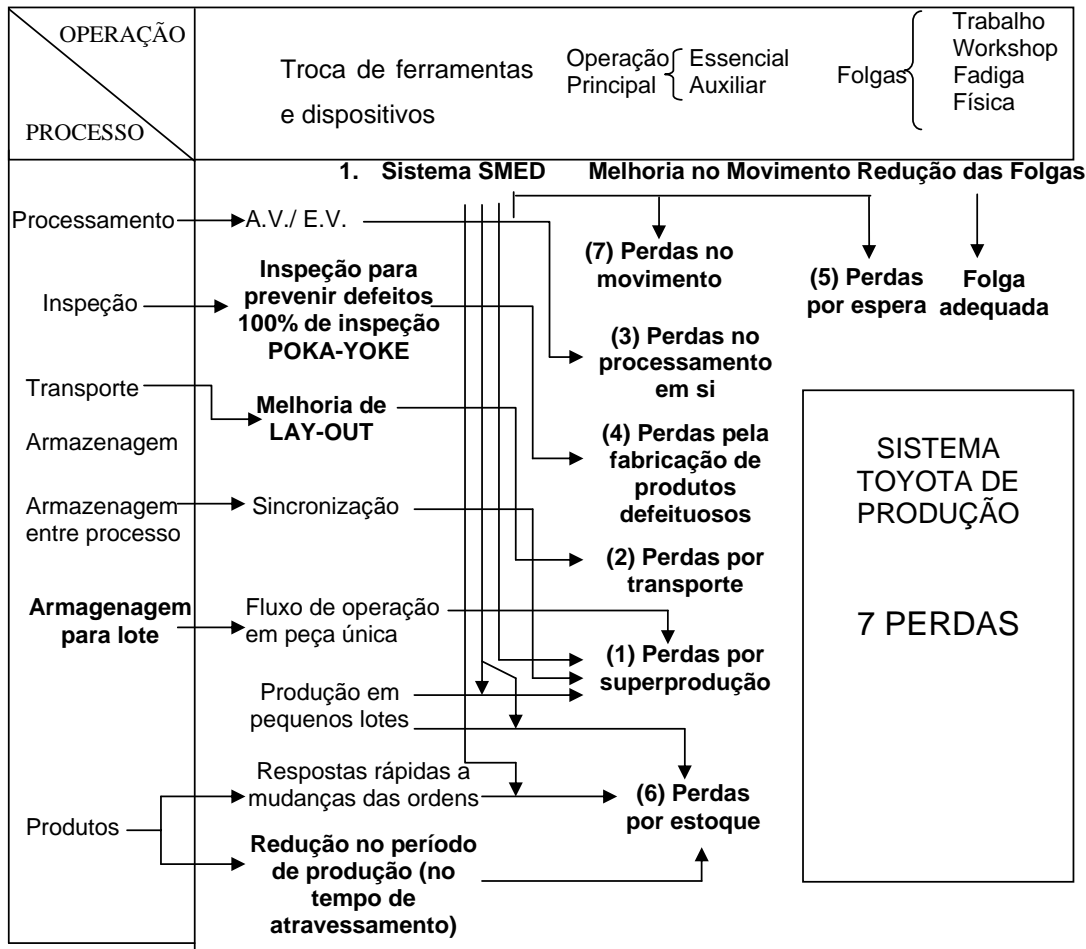 OPERAÇÃO
PROCESSO
Troca de ferramentas
e dispositivos
Operação
Principal
Essencial
Auxiliar
Folgas
Trabalho
Workshop
Fadiga
Física
1. Sistema SMED
Melhoria no Movimento Redução das Folgas
Processamento
A.V./ E.V.
(7) Perdas no
movimento
(5) Perdas
por espera
Folga
adequada
Inspeção
Inspeção para
prevenir defeitos
100% de inspeção
POKA-YOKE
(3) Perdas no
processamento
em si
Transporte
Melhoria de
LAY-OUT
Armazenagem
(4) Perdas pela
fabricação de
produtos
defeituosos
SISTEMA
TOYOTA DE
PRODUÇÃO
7 PERDAS
Armazenagem
entre processo
Sincronização
(2) Perdas por
transporte
Armagenagem
para lote
Fluxo de operação
em peça única
(1) Perdas por
superprodução
Produção em
pequenos lotes
Produtos
Respostas rápidas a
mudanças das ordens
(6) Perdas
por estoque
Redução no período
de produção (no
tempo de
atravessamento)